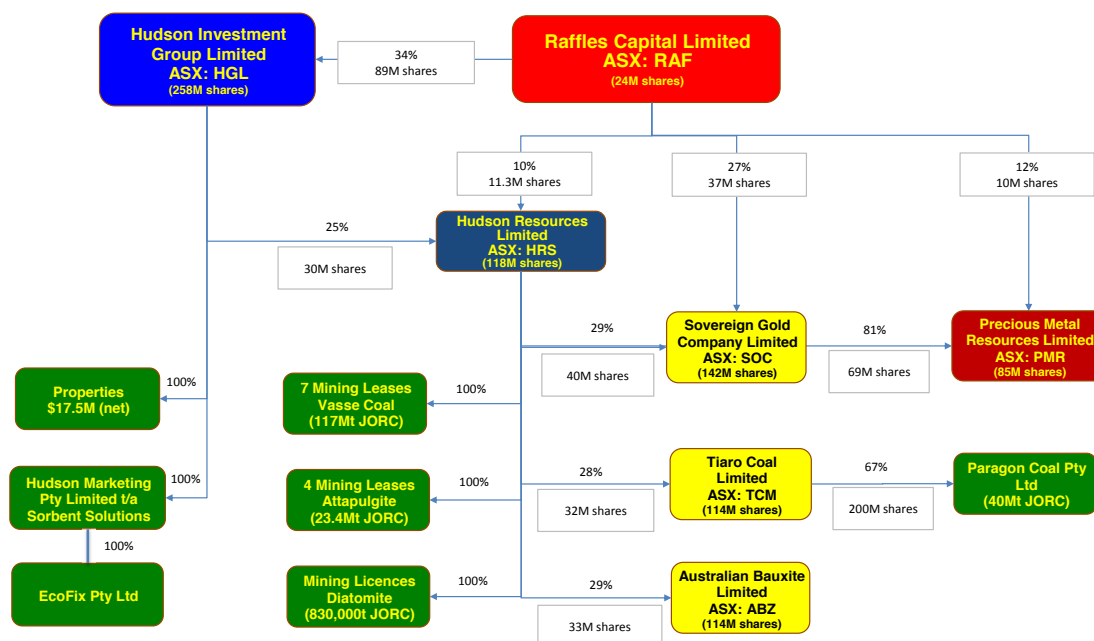 Hudson Investment
Group Limited
ASX: HGL
(258M shares)
34%
89M shares
Raffles Capital Limited
ASX: RAF
(24M shares)
10%
11.3M shares
27%
37M shares
12%
10M shares
25%
30M shares
Hudson Resources
Limited
ASX: HRS
(118M shares)
29%
40M shares
Sovereign Gold
Company Limited
ASX: SOC
(142M shares)
81%
69M shares
Precious Metal
Resources Limited
ASX: PMR
(85M shares)
100%
Properties
$17.5M (net)
100%
7 Mining Leases
Vasse Coal
(117Mt JORC)
100%
Hudson Marketing
Pty Limited t/a
Sorbent Solutions
100%
4 Mining Leases
Attapulgite
(23.4Mt JORC)
28%
32M shares
Tiaro Coal
Limited
ASX: TCM
(114M shares)
67%
200M shares
Paragon Coal Pty
Ltd
(40Mt JORC)
100%
EcoFix Pty Ltd
100%
Mining Licences
Diatomite
(830,000t JORC)
29%
33M shares
Australian Bauxite
Limited
ASX: ABZ
(114M shares)